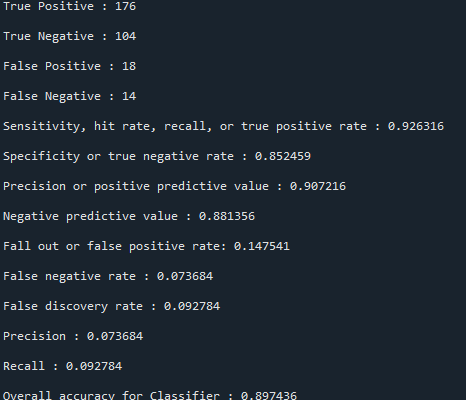 True Positive : 176
True Negative : 104
False Positive : 18
False Negative : 14
Sensitivity, hit rate, recall, or true positive rate : 0.926316
Specificity or true negative rate : 0.852459
Precision or positive predictive value : 0.907216
Negative predictive value : 0.881356
Fall out or false positive rate: 0.147541
False negative rate : 0.073684
False discovery rate : 0.092784
Precision : 0.073684
Recall : 0.092784
Overall accuracy for Classifier : 0.897436